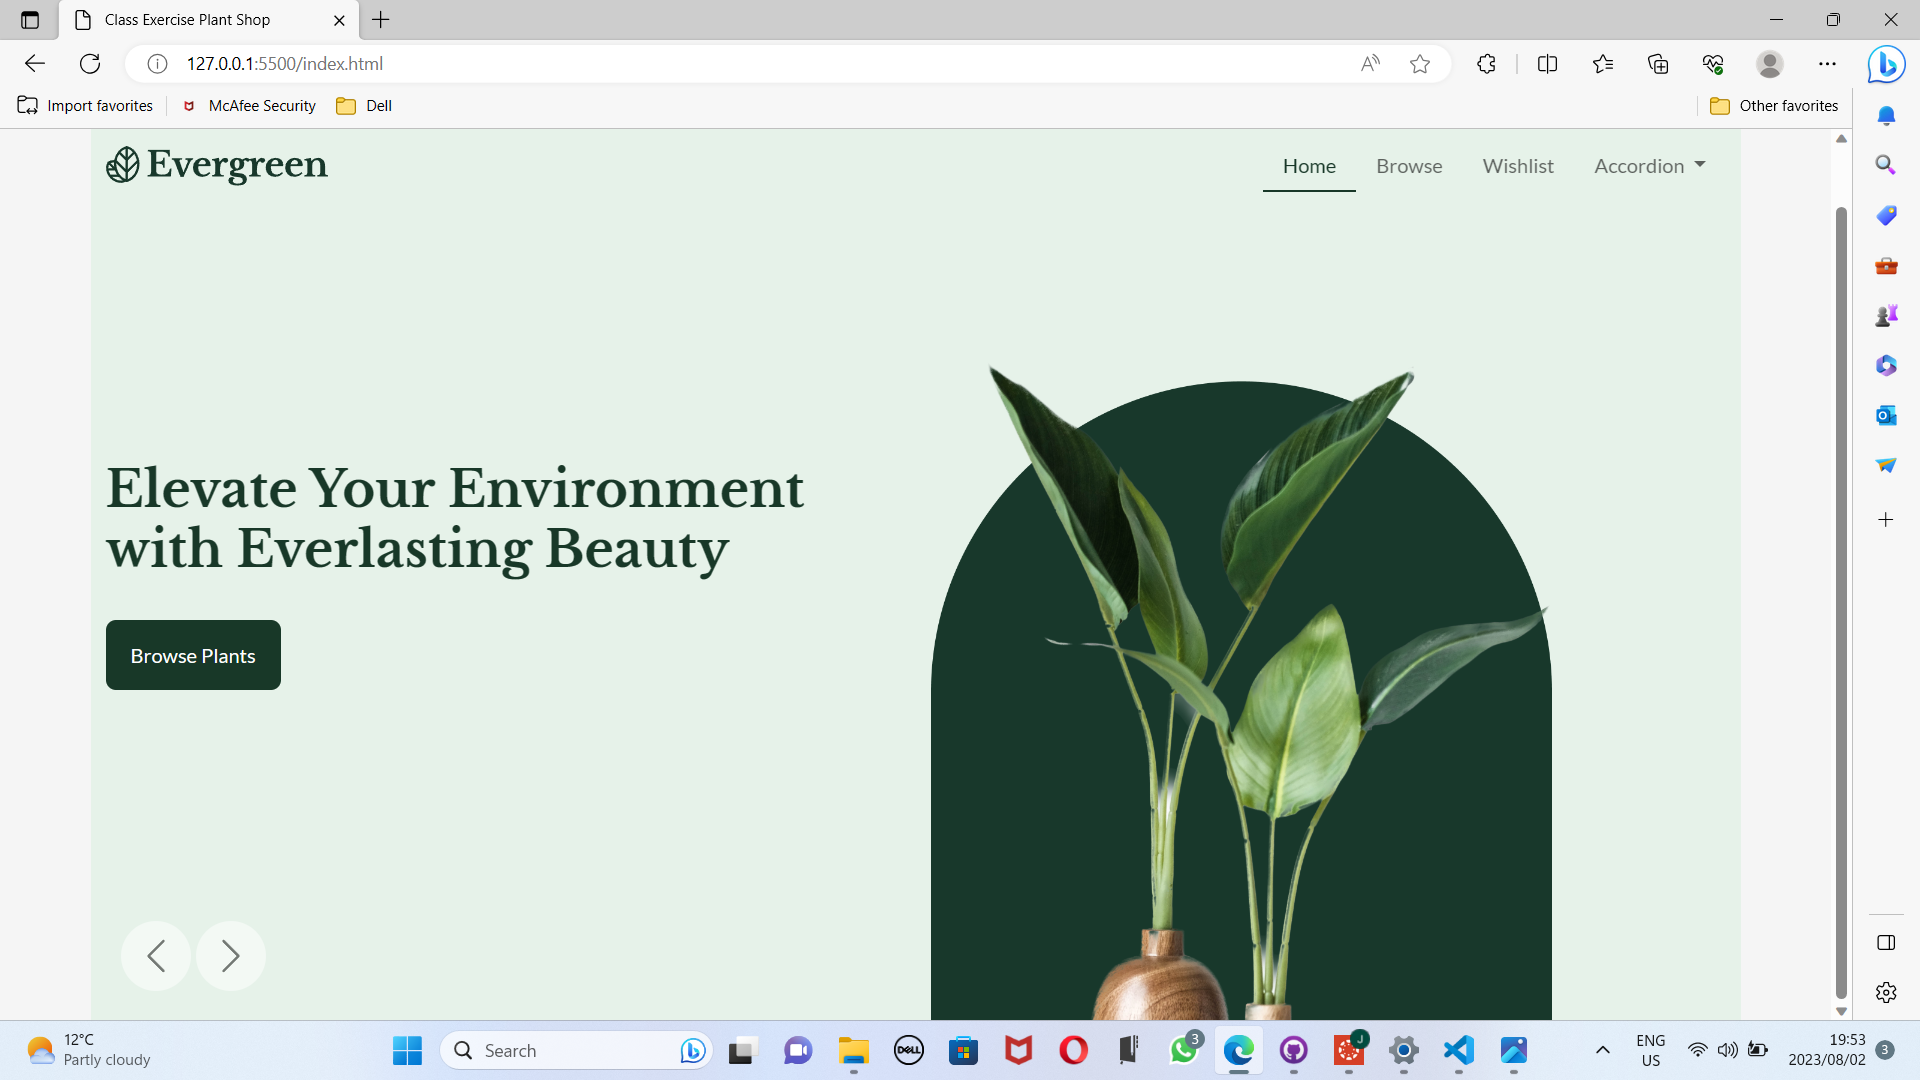 Class Exercise Plant Shop
127.0.0.1:5500/index.html
Import favorites
McAfee Security
Dell
Other favorites
Evergreen
Home
Browse
Wishlist
Accordion
Elevate Your Environment
with Everlasting Beauty
Browse Plants
12°C
Partly cloudy
Search
DELL
3
J
ENG
US
19:53
2023/08/02
3